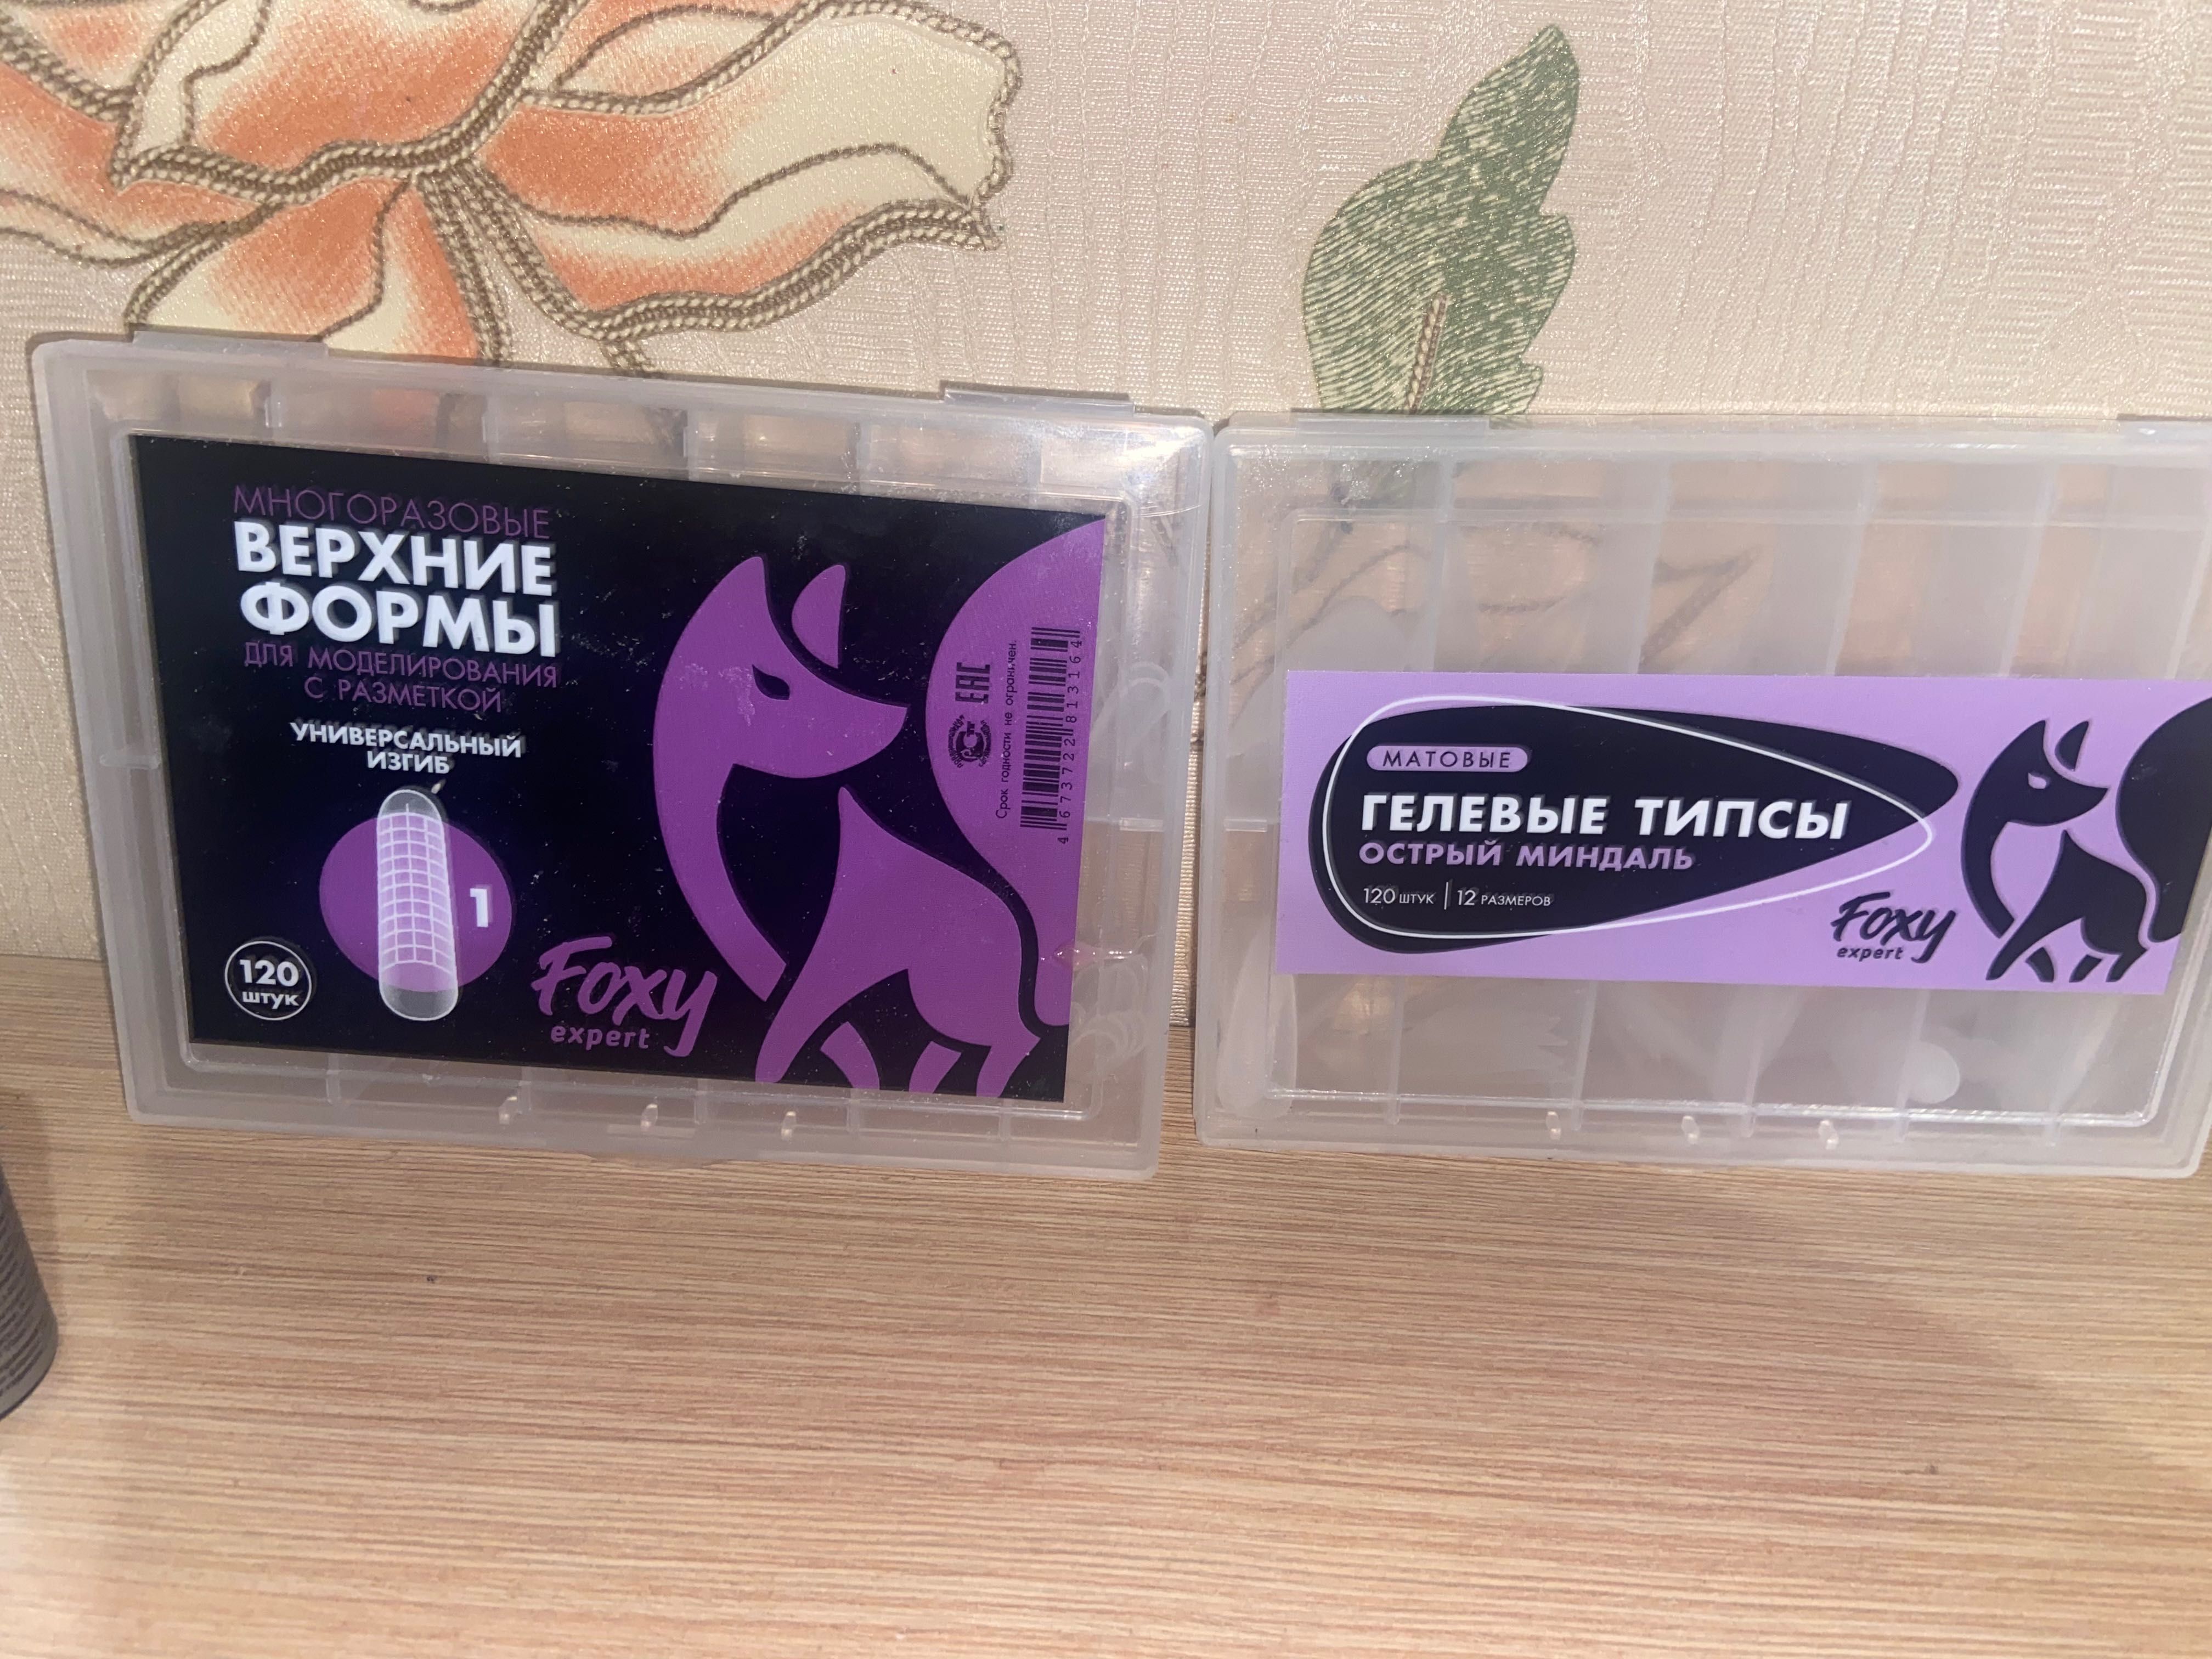 МНОГОРАЗОВЫЕ
ВЕРХНИЕ
ФОРМЫ
ДЛЯ МОДЕЛИРОВАНИЯ
С РАЗМЕТКОЙ
УНИВЕРСАЛЬНЫЙ
ИЗГИБ
1
120
штук
Foxy
expert
Срок годности не ограничен.
EAC
4673722813164
МАТОВЫЕ
ГЕЛЕВЫЕ ТИПСЫ
ОСТРЫЙ МИНДАЛЬ
120 ШТУК | 12 РАЗМЕРОВ
Foxy
expert